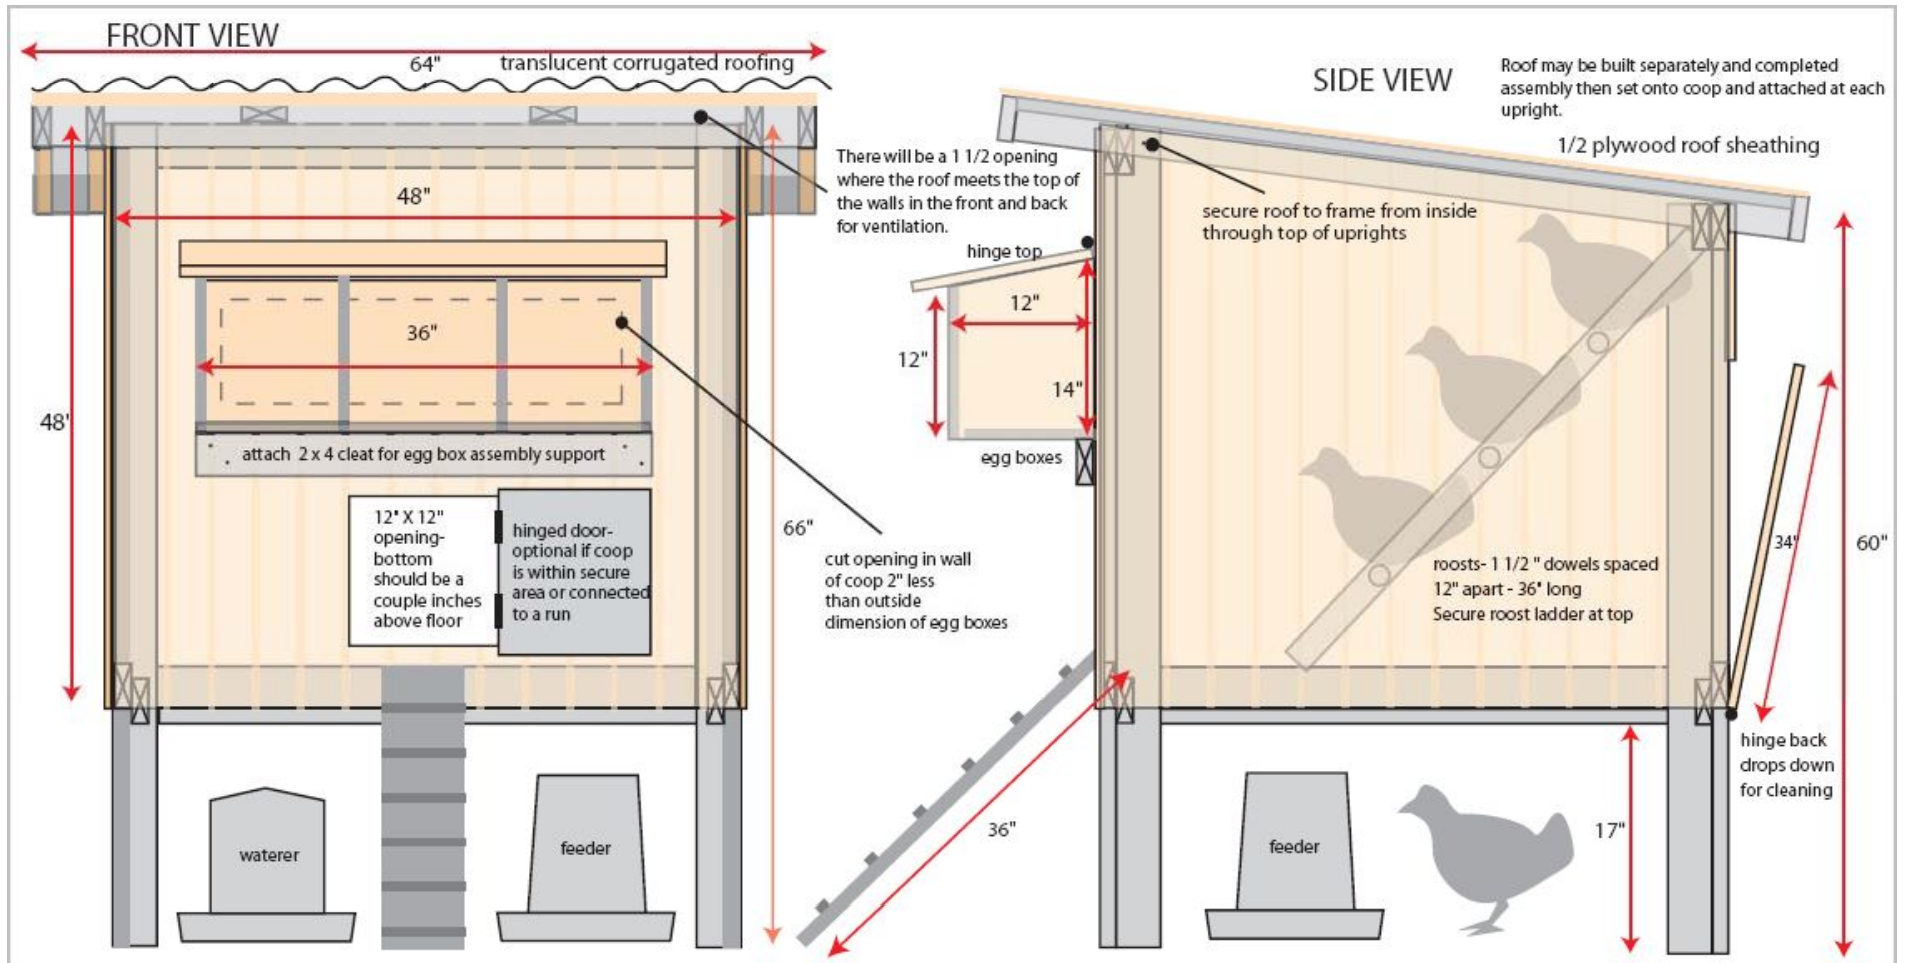 FRONT VIEW
64"
translucent corrugated roofing
48"
There will be a 1 1/2 opening
where the roof meets the top of
the walls in the front and back
for ventilation.
36"
48'
attach 2 x 4 cleat for egg box assembly support
12" X 12"
opening-
bottom
should be a
couple inches
above floor
hinged door-
optional if coop
is within secure
area or connected
to a run
66"
cut opening in wall
of coop 2" less
than outside
dimension of egg boxes
waterer
feeder
SIDE VIEW
Roof may be built separately and completed
assembly then set onto coop and attached at each
upright.
1/2 plywood roof sheathing
secure roof to frame from inside
through top of uprights
hinge top
12"
12"
14"
egg boxes
roosts- 1 1/2 " dowels spaced
12" apart - 36" long
Secure roost ladder at top
34"
60"
hinge back
drops down
for cleaning
36"
feeder
17"